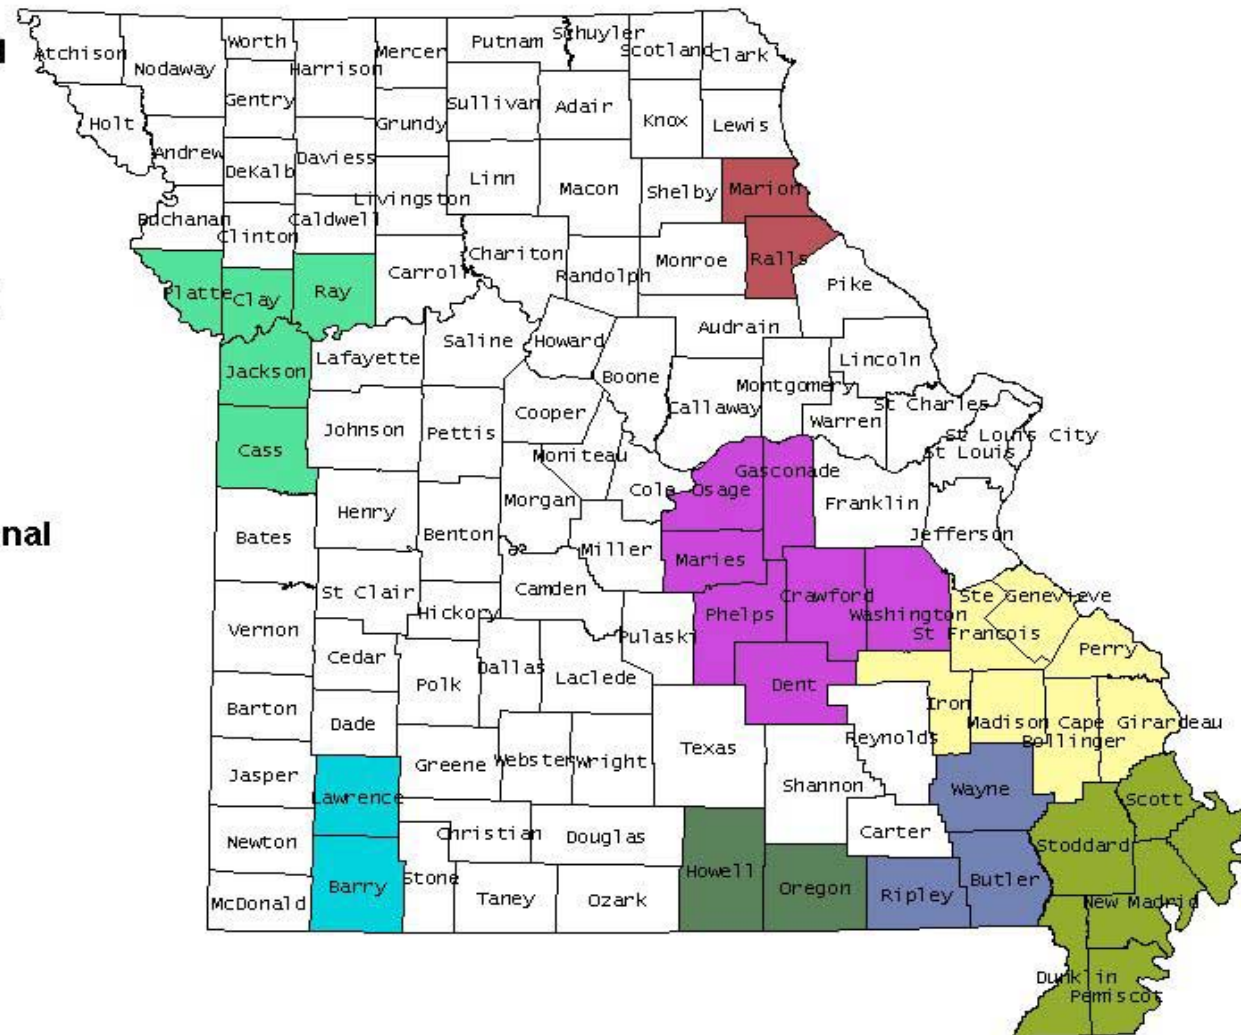 Atchison
Nodaway
Worth
Harrison
Mercer
Putnam
Schuyler
Scotland
Clark
Holt
Andrew
Gentry
DeKalb
Daviess
Grundy
Sullivan
Adair
Knox
Lewis
Buchanan
Clinton
Caldwell
Livingston
Linn
Macon
Shelby
Marion
Platte
Clay
Ray
Carroll
Chariton
Randolph
Monroe
Ralls
Pike
Jackson
Lafayette
Saline
Howard
Boone
Audrain
Callaway
Montgomery
Lincoln
Warren
St Charles
St Louis City
St Louis
Cass
Johnson
Pettis
Cooper
Moniteau
Cole
Osage
Gasconade
Franklin
Jefferson
nal
Bates
Henry
Benton
Morgan
Miller
Maries
St Clair
Hickory
Camden
Pulaski
Phelps
Crawford
Washington
Ste Genevieve
St Francois
Perry
Vernon
Cedar
Polk
Dallas
Laclede
Dent
Iron
Madison
Cape Girardeau
Bollinger
Reynolds
Barton
Dade
Greene
Webster
Wright
Texas
Shannon
Wayne
Scott
Jasper
Lawrence
Christian
Douglas
Carter
Stoddard
Newton
Barry
Stone
Taney
Ozark
Howell
Oregon
Ripley
Butler
New Madrid
McDonald
Dunklin
Pemiscot